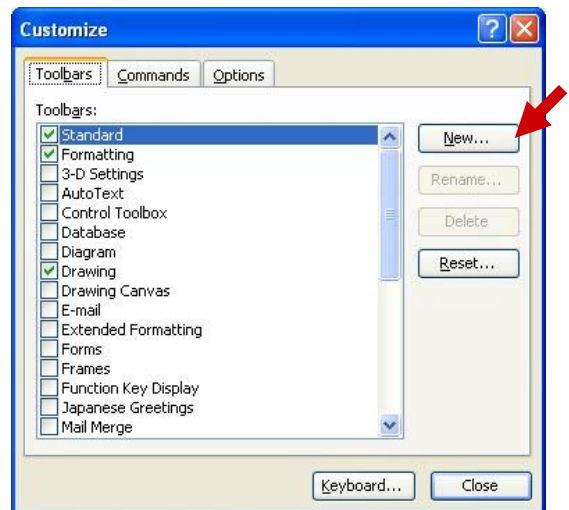 Customize
Toolbars Commands Options
Toolbars:
Standard
Formatting
3-D Settings
AutoText
Control Toolbox
Database
Diagram
Drawing
Drawing Canvas
E-mail
Extended Formatting
Forms
Frames
Function Key Display
Japanese Greetings
Mail Merge
New...
Rename...
Delete
Reset...
Keyboard... Close